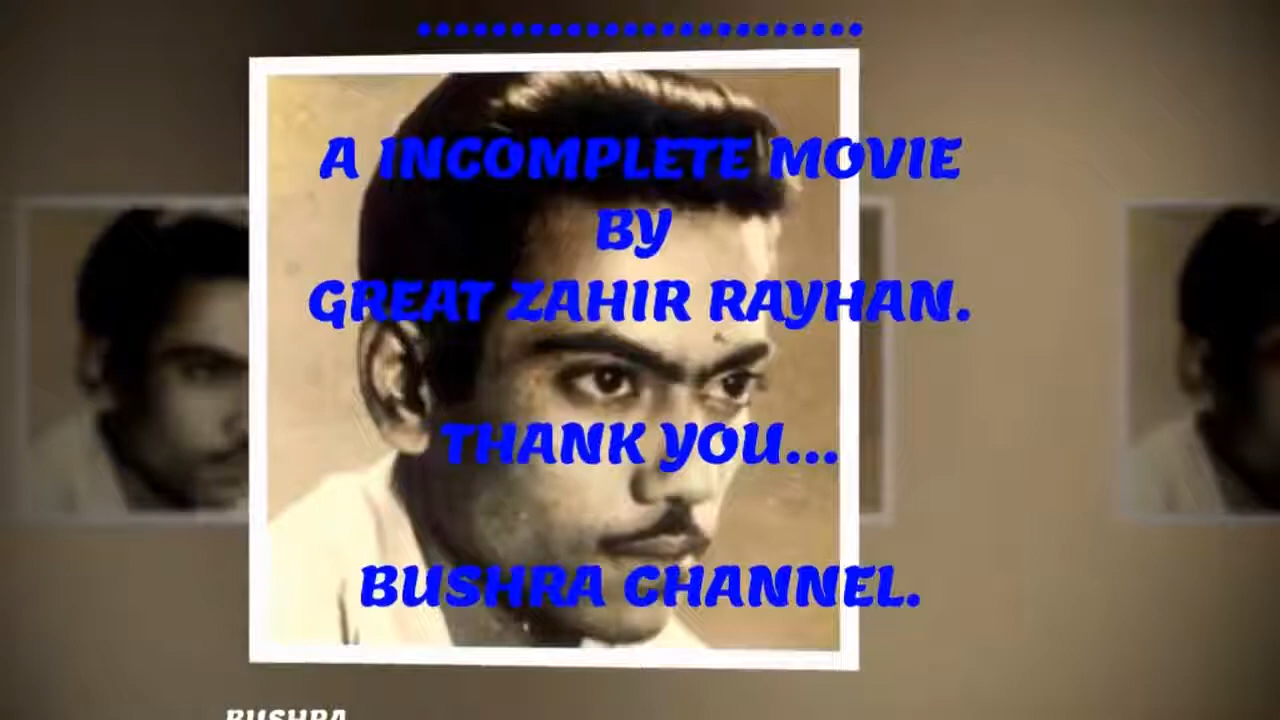 A INCOMPLETE MOVIE
BY
GREAT ZAHIR RAYHAN.
THANK YOU...
BUSHRA CHANNEL.
BUSHRA